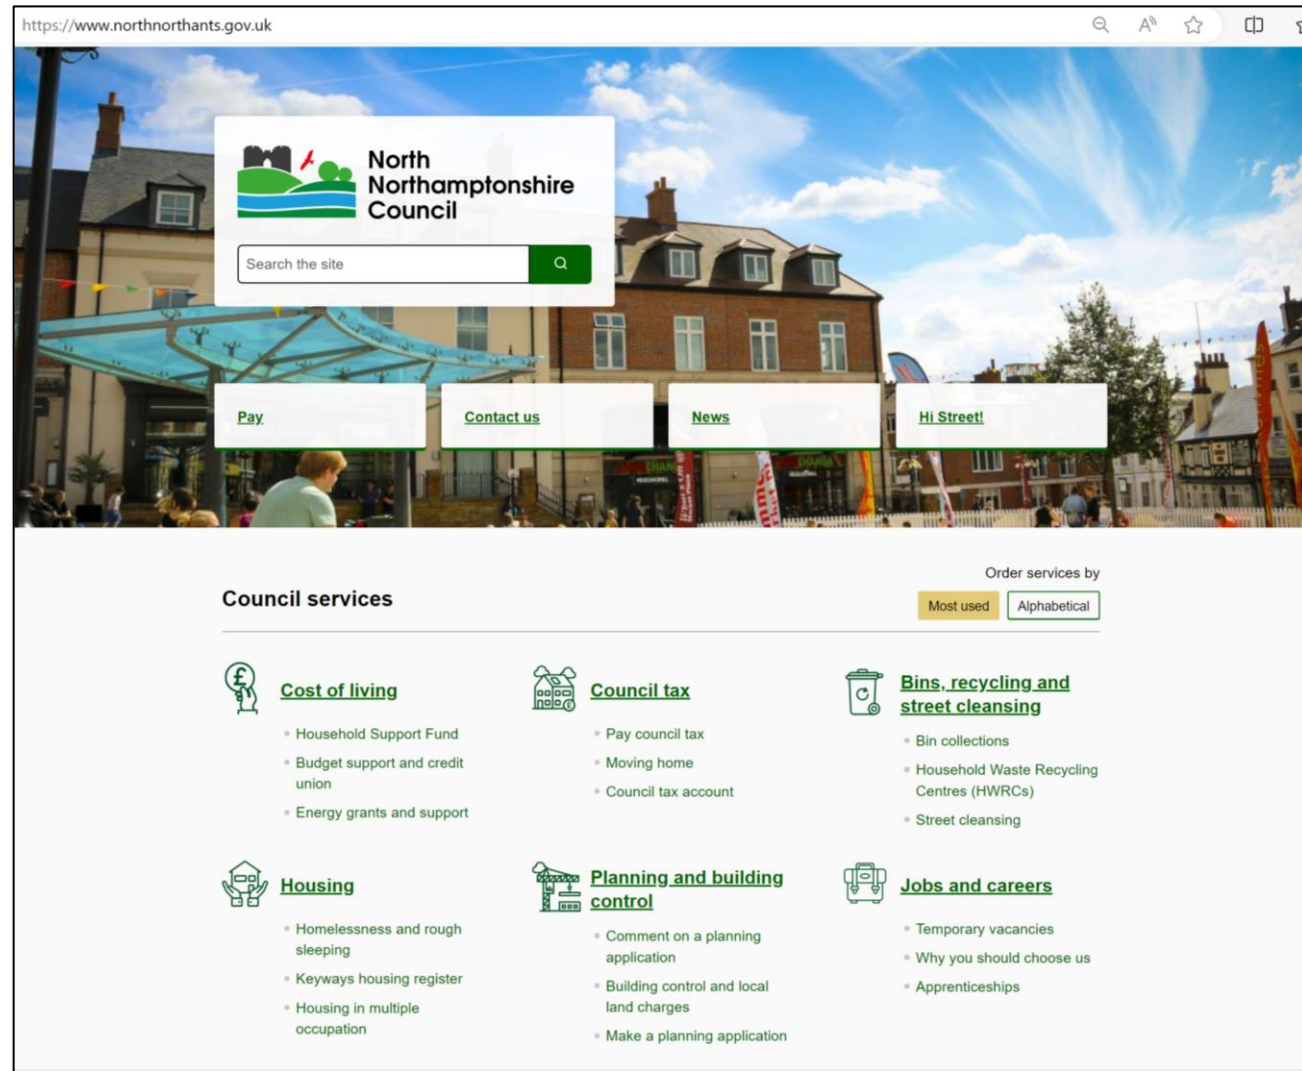 https://www.northnorthants.gov.uk
North
Northamptonshire
Council
Search the site
Pay
Contact us
News
Hi Street!
Order services by
Council services
Most used
Alphabetical
Cost of living
Household Support Fund
Budget support and credit
union
Energy grants and support
Council tax
Pay council tax
Moving home
Council tax account
Bins, recycling and
street cleansing
Bin collections
Household Waste Recycling
Centres (HWRCs)
Street cleansing
Housing
Homelessness and rough
sleeping
Keyways housing register
Housing in multiple
occupation
Planning and building
control
Comment on a planning
application
Building control and local
land charges
Make a planning application
Jobs and careers
Temporary vacancies
Why you should choose us
Apprenticeships